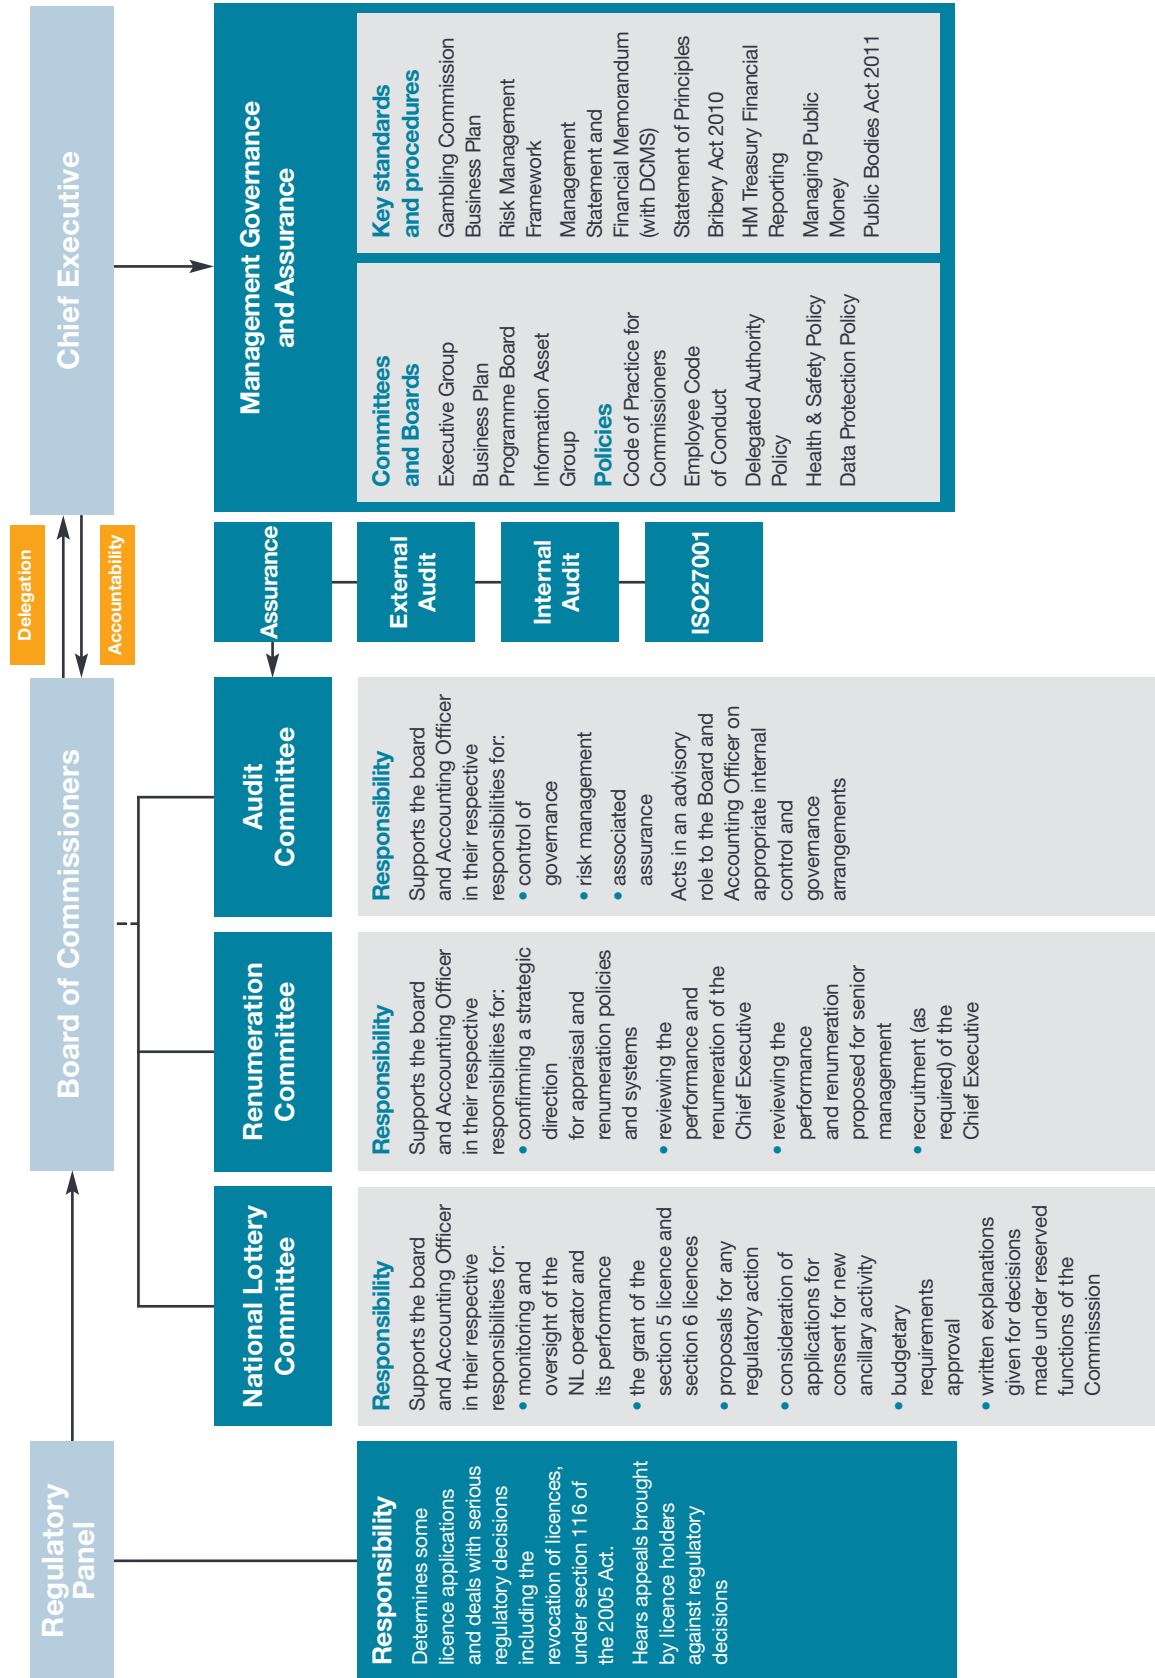 Regulatory
Panel
Board of Commissioners
Delegation
Accountability
Chief Executive
Responsibility
Determines some
licence applications
and deals with serious
regulatory decisions
including the
revocation of licences,
under section 116 of
the 2005 Act.
Hears appeals brought
by licence holders
against regulatory
decisions
National Lottery
Committee
Responsibility
Supports the board
and Accounting Officer
in their respective
responsibilities for:
• monitoring and
oversight of the
NL operator and
its performance
• the grant of the
section 5 licence and
section 6 licences
• proposals for any
regulatory action
• consideration of
applications for
consent for new
ancillary activity
• budgetary
requirements
approval
• written explanations
given for decisions
made under reserved
functions of the
Commission
Renumeration
Committee
Responsibility
Supports the board
and Accounting Officer
in their respective
responsibilities for:
• confirming a strategic
direction
for appraisal and
renumeration policies
and systems
• reviewing the
performance and
renumeration of the
Chief Executive
• reviewing the
performance
and renumeration
proposed for senior
management
• recruitment (as
required) of the
Chief Executive
Audit
Committee
Responsibility
Supports the board
and Accounting Officer
in their respective
responsibilities for:
• control of
governance
• risk management
• associated
assurance
Acts in an advisory
role to the Board and
Accounting Officer on
appropriate internal
control and
governance
arrangements
Assurance
External
Audit
Internal
Audit
ISO27001
Management Governance
and Assurance
Committees
and Boards
Executive Group
Business Plan
Programme Board
Information Asset
Group
Policies
Code of Practice for
Commissioners
Employee Code
of Conduct
Delegated Authority
Policy
Health & Safety Policy
Data Protection Policy
Key standards
and procedures
Gambling Commission
Business Plan
Risk Management
Framework
Management
Statement and
Financial Memorandum
(with DCMS)
Statement of Principles
Bribery Act 2010
HM Treasury Financial
Reporting
Managing Public
Money
Public Bodies Act 2011